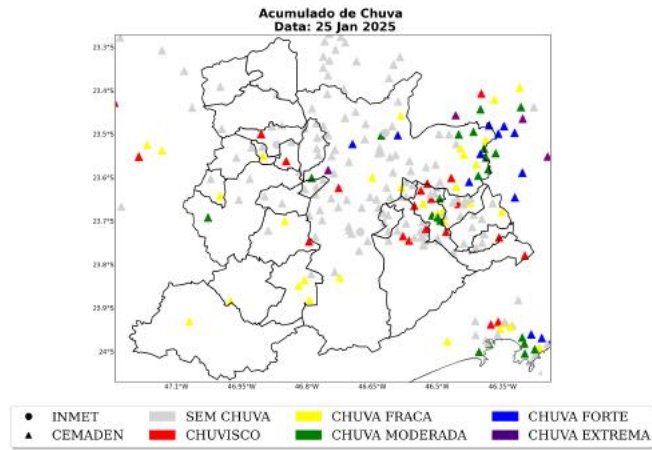 Acumulado de Chuva
Data: 25 Jan 2025
23.3°S
23.5°S
23.6°S
23.7°S
23.8°S
23.9°S
24°S
47.1°W
46.95°W
46.8°W
46.65°W
46.5°W
46.35°W
INMET
SEM CHUVA
CHUVA FRACA
CHUVA FORTE
CEMADEN
CHUVISCO
CHUVA MODERADA
CHUVA EXTREMA